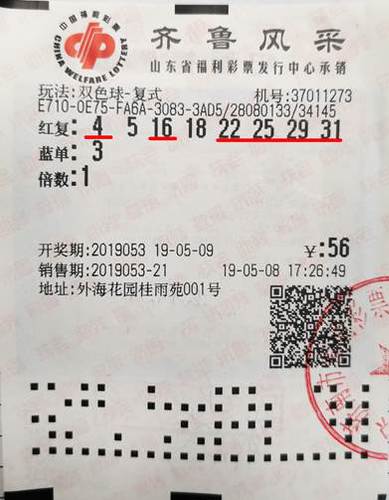 中国福利彩票
CHINA WELFARE LOTTERY
齐鲁风采
山东省福利彩票发行中心承销
玩法:双色球-复式 机号:37011273
E710-0E75-FA6A-3083-3AD5/28080133/34145
红复: 4 5 16 18 22 25 29 31
蓝单: 3
倍数:1
开奖期:2019053 19-05-09 ¥:56
销售期:2019053-21 19-05-08 17:26:49
地址:外海花园桂雨苑001号